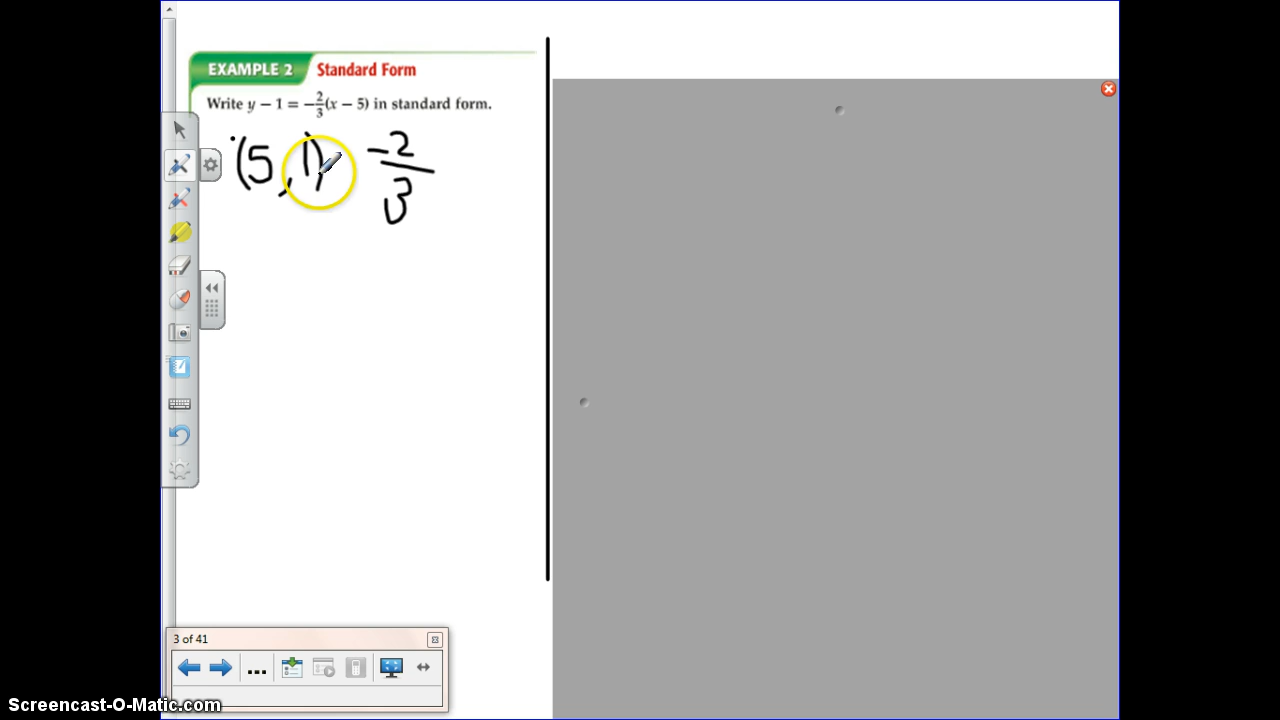 EXAMPLE 2 Standard Form
Write y − 1 = −2/3(x − 5) in standard form.
(5, 1) -2/3
3 of 41
...
Screencast-O-Matic.com